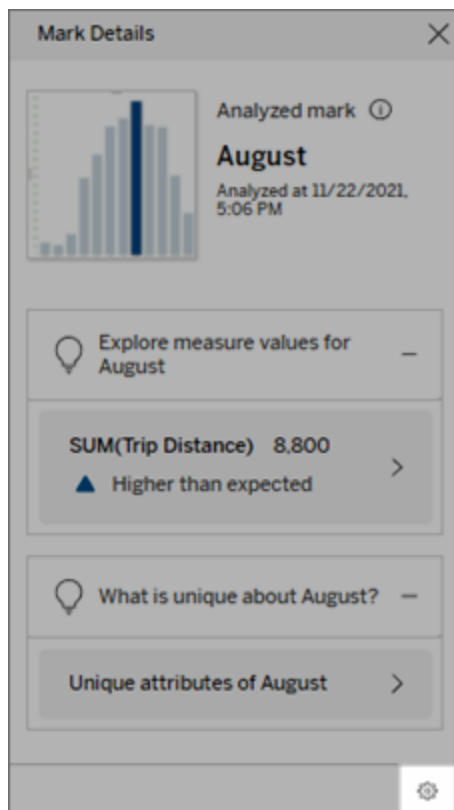 Mark Details
Analyzed mark
August
Analyzed at 11/22/2021,
5:06 PM
Explore measure values for
August
SUM(Trip Distance) 8,800
Higher than expected
What is unique about August?
Unique attributes of August